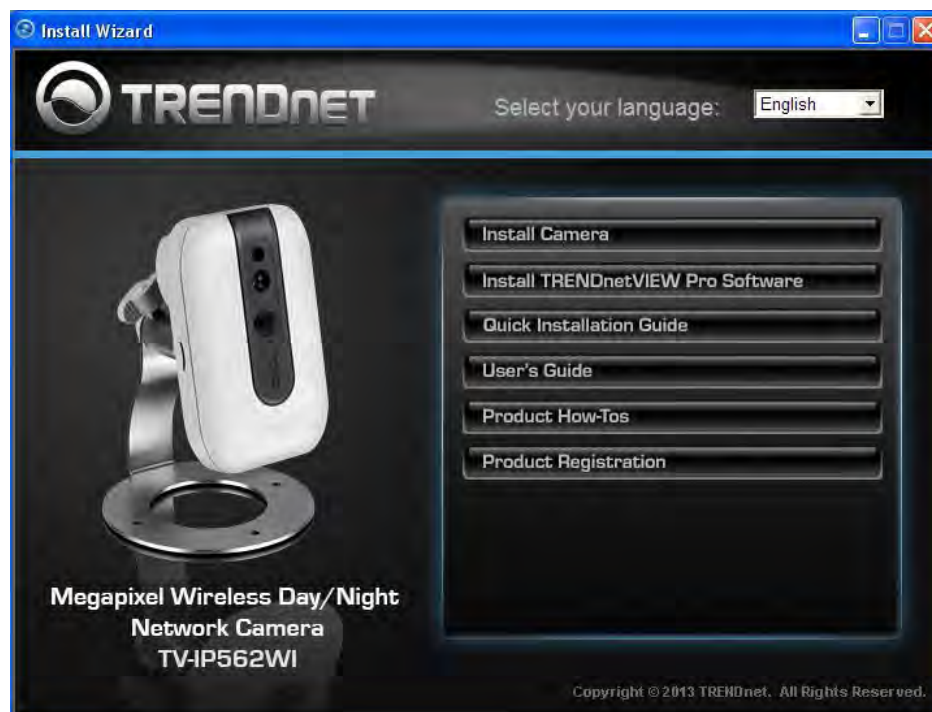 Install Wizard
TRENDNET
Select your language:
English
Install Camera
Install TRENDnetVIEW Pro Software
Quick Installation Guide
User's Guide
Product How-Tos
Product Registration
Megapixel Wireless Day/Night
Network Camera
TV-IP562WI
Copyright © 2013 TRENDnet. All Rights Reserved.